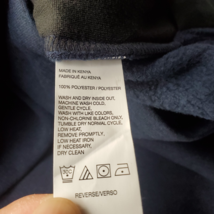 MADE IN KENYA
FABRIQUÉ AU KENYA
100% POLYESTER / POLYESTER
WASH AND DRY INSIDE OUT,
MACHINE WASH COLD,
GENTLE CYCLE.
WASH WITH LIKE COLORS,
NON-CHLORINE BLEACH ONLY
TUMBLE DRY NORMAL CYCLE,
LOW HEAT.
REMOVE PROMPTLY,
LOW HEAT IRON
IF NEEDED.
DRY CLEAN
REVERSE/VERSO